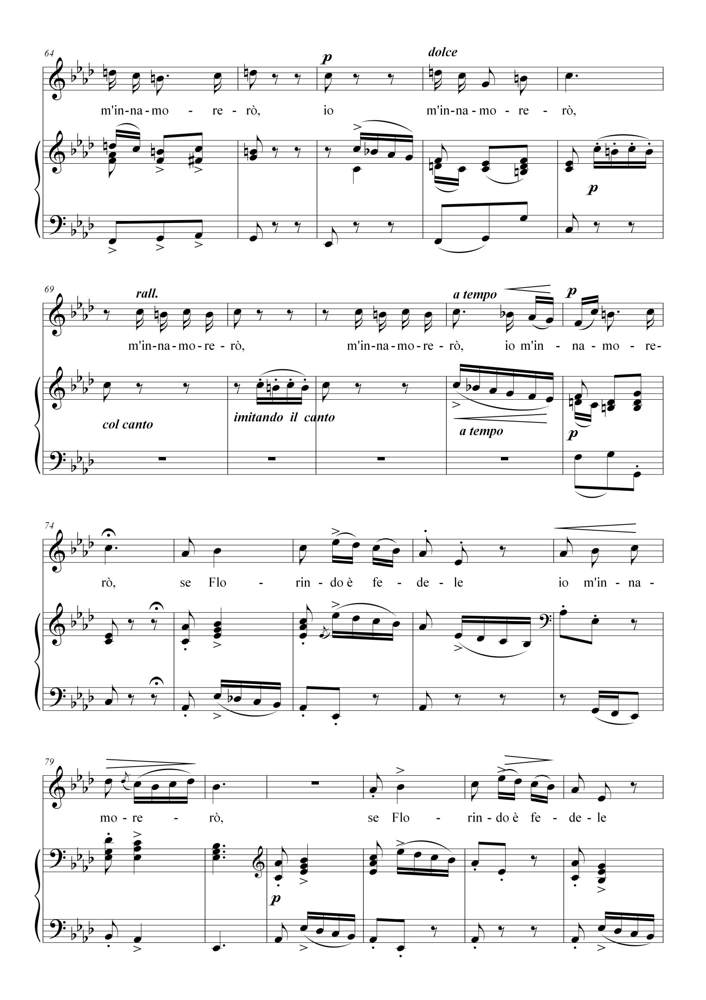 64
p
dolce
m'in-na-mo - re - rò, io m'in-na - mo - re - rò,
p
69
rall.
a tempo
p
m'in-na-mo-re - rò, m'in-na-mo-re - rò, io m'in - na - mo - re-
col canto
imitando il canto
a tempo
p
74
rò, se Flo - rin - do è fe - de - le io m'in - na -
79
mo - re - rò, se Flo - rin - do è fe - de - le
p